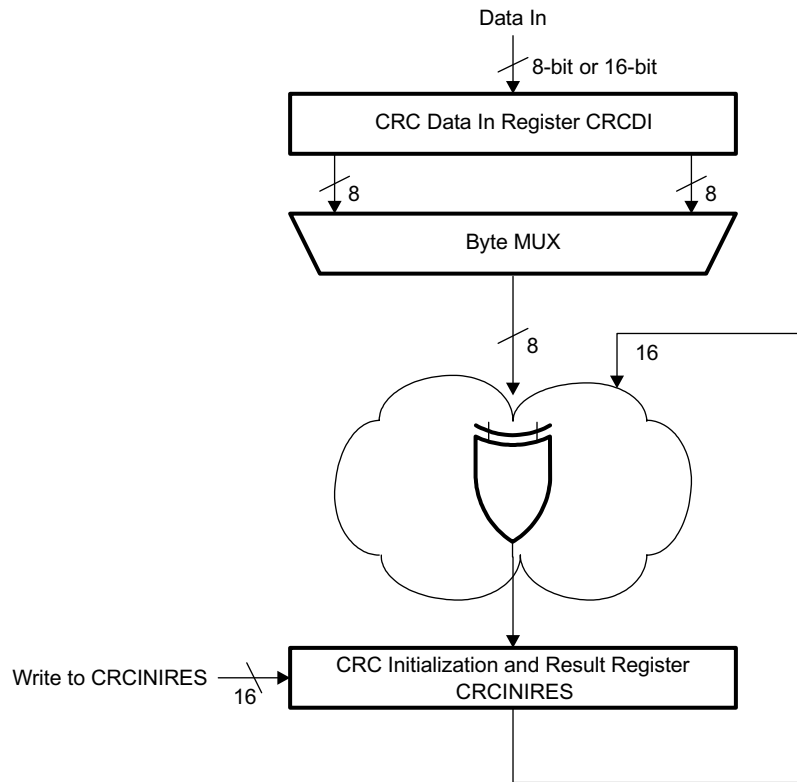 Data In
8-bit or 16-bit
CRC Data In Register CRCDI
8
8
Byte MUX
8
16
CRC Initialization and Result Register
CRCINIRES
Write to CRCINIRES
16